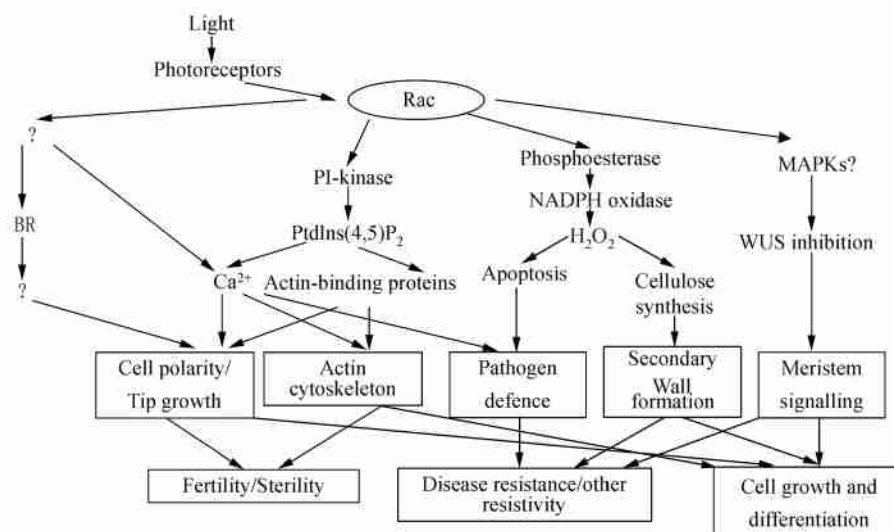 Light
Photoreceptors
Rac
?
Phosphoesterase
MAPKs?
PI-kinase
NADPH oxidase
BR
PtdIns(4,5)P₂
H₂O₂
WUS inhibition
?
Ca²⁺
Actin-binding proteins
Apoptosis
Cellulose
synthesis
Cell polarity/
Tip growth
Actin
cytoskeleton
Pathogen
defence
Secondary
Wall
formation
Meristem
signalling
Fertility/Sterility
Disease resistance/other
resistivity
Cell growth and
differentiation